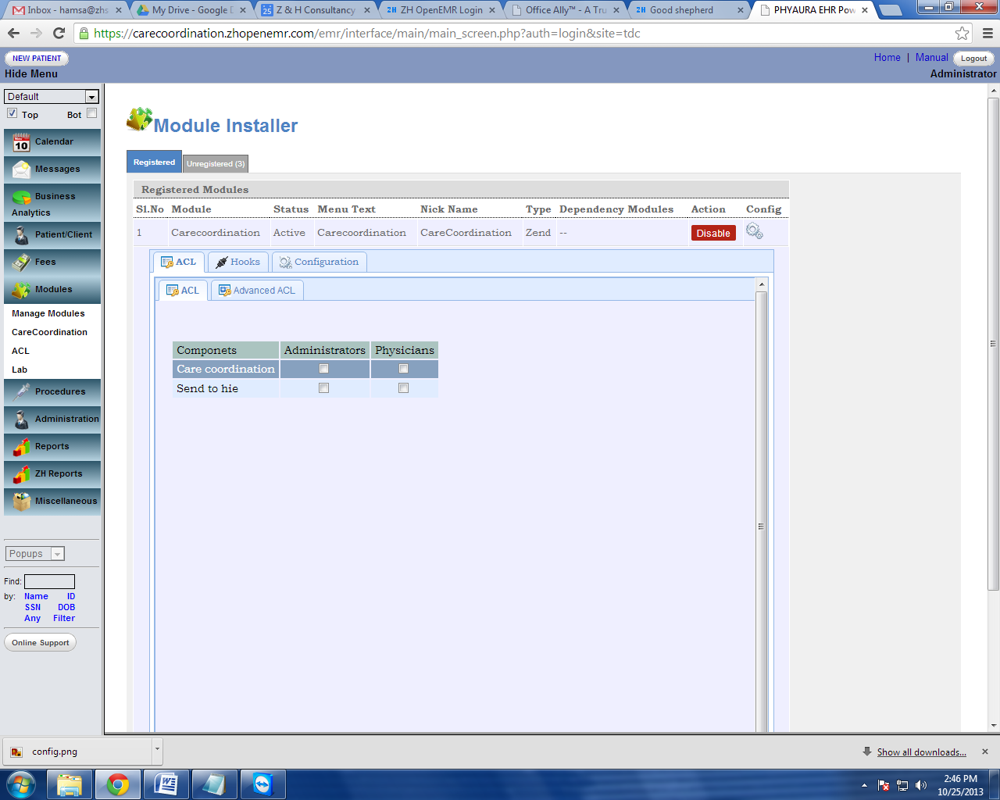 Inbox - hamsa@zhs
My Drive - Google D
25 Z & H Consultancy
ZH ZH OpenEMR Login
Office Ally™ - A Tru
ZH Good shepherd
PHYAURA EHR Pow
https://carecoordination.zhopenemr.com/emr/interface/main/main_screen.php?auth=login&site=tdc
NEW PATIENT
Home | Manual Logout
Hide Menu
Administrator
Default
Top Bot
Nov 10 Calendar
Messages
Business
Analytics
Patient/Client
Fees
Modules
Manage Modules
CareCoordination
ACL
Lab
Procedures
Administration
Reports
ZH Reports
Miscellaneous
Popups
Find:
by: Name ID
SSN DOB
Any Filter
Online Support
Module Installer
Registered Unregistered (3)
Registered Modules
Sl.No Module Status Menu Text Nick Name Type Dependency Modules Action Config
1 Carecoordination Active Carecoordination CareCoordination Zend -- Disable
ACL Hooks Configuration
ACL Advanced ACL
Componets Administrators Physicians
Care coordination
Send to hie
config.png
Show all downloads...
2:46 PM
10/25/2013